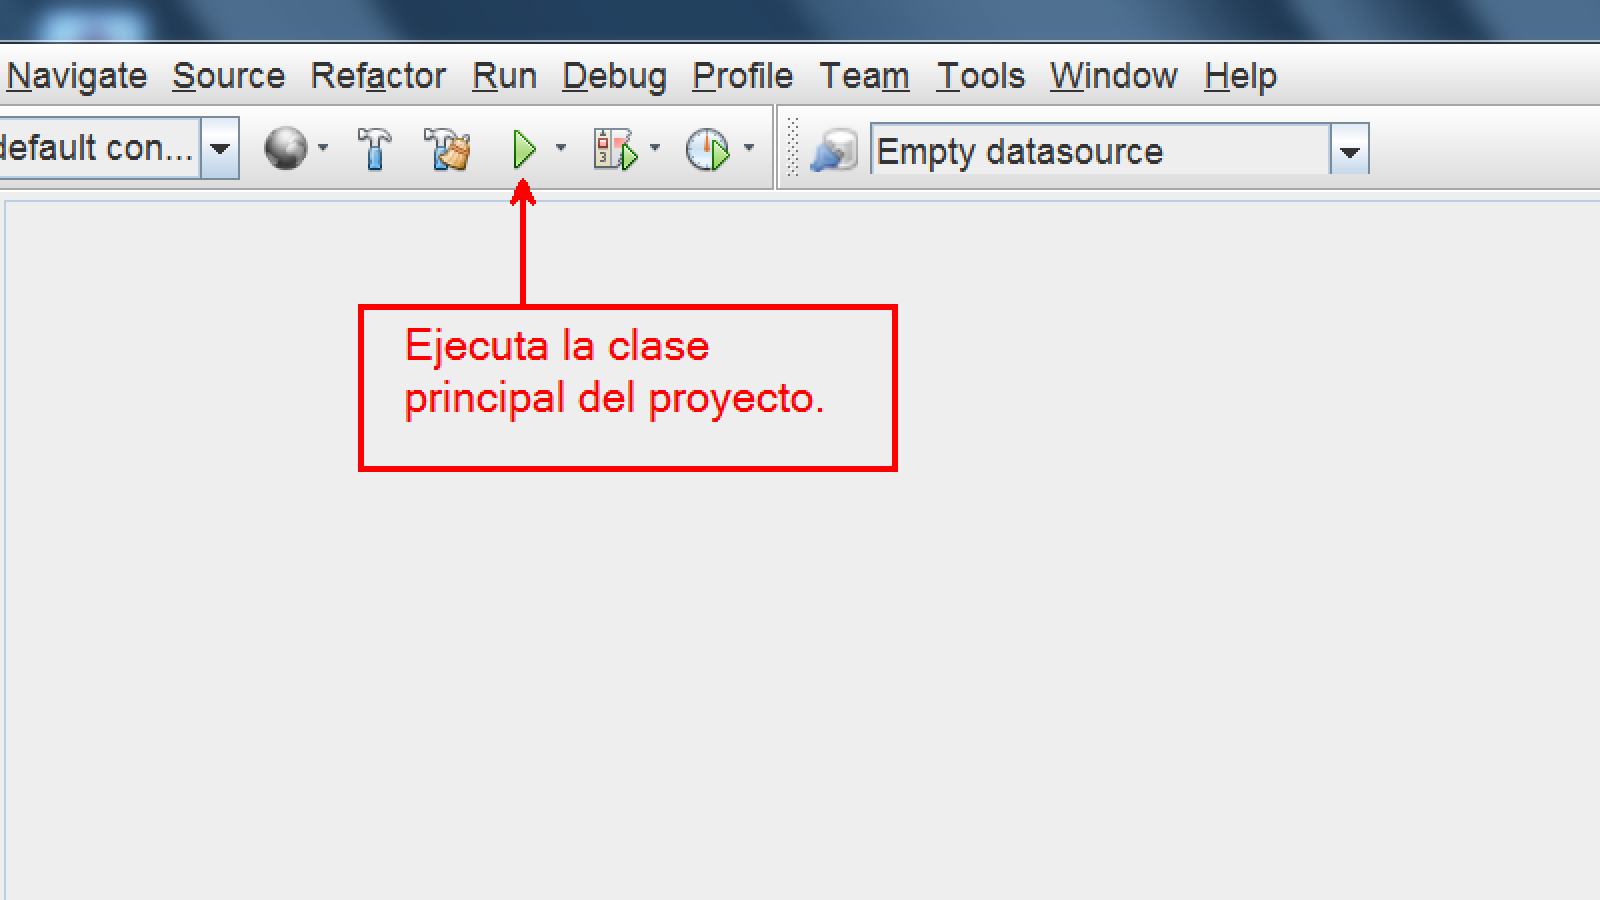 Navigate Source Refactor Run Debug Profile Team Tools Window Help
default con... Empty datasource
Ejecuta la clase
principal del proyecto.